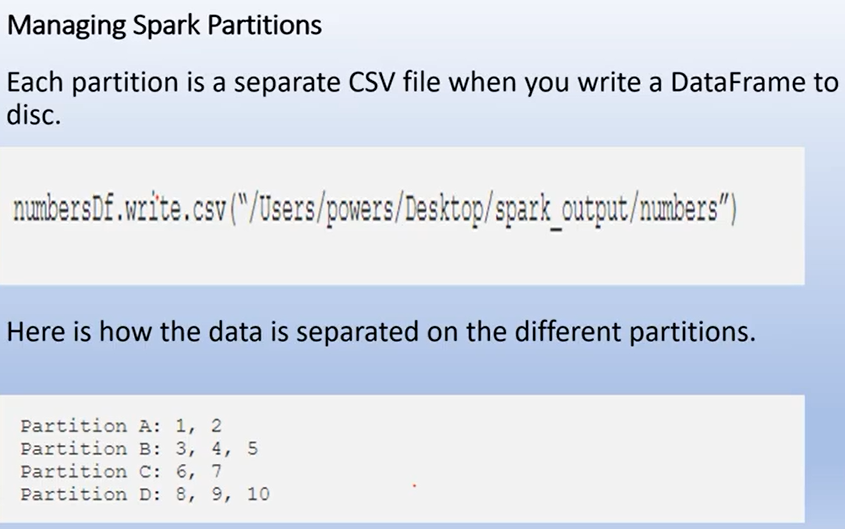 Managing Spark Partitions
Each partition is a separate CSV file when you write a DataFrame to
disc.
numbersDf.write.csv(“/Users/powers/Desktop/spark_output/numbers”)
Here is how the data is separated on the different partitions.
Partition A: 1, 2
Partition B: 3, 4, 5
Partition C: 6, 7
Partition D: 8, 9, 10